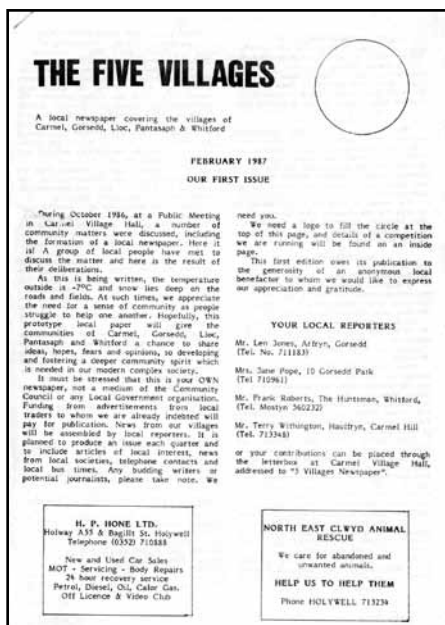 THE FIVE VILLAGES
A local newspaper covering the villages of
Carmel, Gorsedd, Lloc, Pantasaph & Whitford
FEBRUARY 1987
OUR FIRST ISSUE
During October 1986, at a Public Meeting
in Carmel Village Hall, a number of
community matters were discussed, including
the formation of a local newspaper. Here it
is! A group of local people have met to
discuss the matter and here is the result of
their deliberations.
As this is being written, the temperature
outside is -7ºC and snow lies deep on the
roads and fields. At such times, we appreciate
the need for a sense of community as people
struggle to help one another. Hopefully, this
prototype local paper will give the
communities of Carmel, Gorsedd, Lloc,
Pantasaph and Whitford a chance to share
ideas, hopes, fears and opinions, so developing
and fostering a deeper community spirit which
is needed in our modern complex society.
It must be stressed that this is your OWN
newspaper, not a medium of the Community
Council or any Local Government organisation.
Funding from advertisements from local
traders to whom we are already indebted will
pay for publication. News from our villages
will be assembled by local reporters. It is
planned to produce an issue each quarter and
to include articles of local interest, news
from local societies, telephone contacts and
local bus times. Any budding writers or
potential journalists, please take note. We
need you.
We need a logo to fill the circle at the
top of this page, and details of a competition
we are running will be found on an inside
page.
This first edition owes its publication to
the generosity of an anonymous local
benefactor to whom we would like to express
our appreciation and gratitude.
YOUR LOCAL REPORTERS
Mr. Len Jones, Arfryn, Gorsedd
(Tel. No. 711183)
Mrs. Jane Pope, 10 Gorsedd Park
(Tel 710961)
Mr. Frank Roberts, The Huntsman, Whitford,
(Tel. Mostyn 360232)
Mr. Terry Withington, Haulfryn, Carmel Hill
(Tel. 713348)
or your contributions can be placed through
the letterbox at Carmel Village Hall,
addressed to "5 Villages Newspaper".
H. P. HONE LTD.
Holway A55 & Bagillt St. Holywell
Telephone (0352) 710888
New and Used Car Sales
MOT - Servicing - Body Repairs
24 hour recovery service
Petrol, Diesel, Oil, Calor Gas.
Off Licence & Video Club
NORTH EAST CLWYD ANIMAL
RESCUE
We care for abandoned and
unwanted animals.
HELP US TO HELP THEM
Phone HOLYWELL 713234